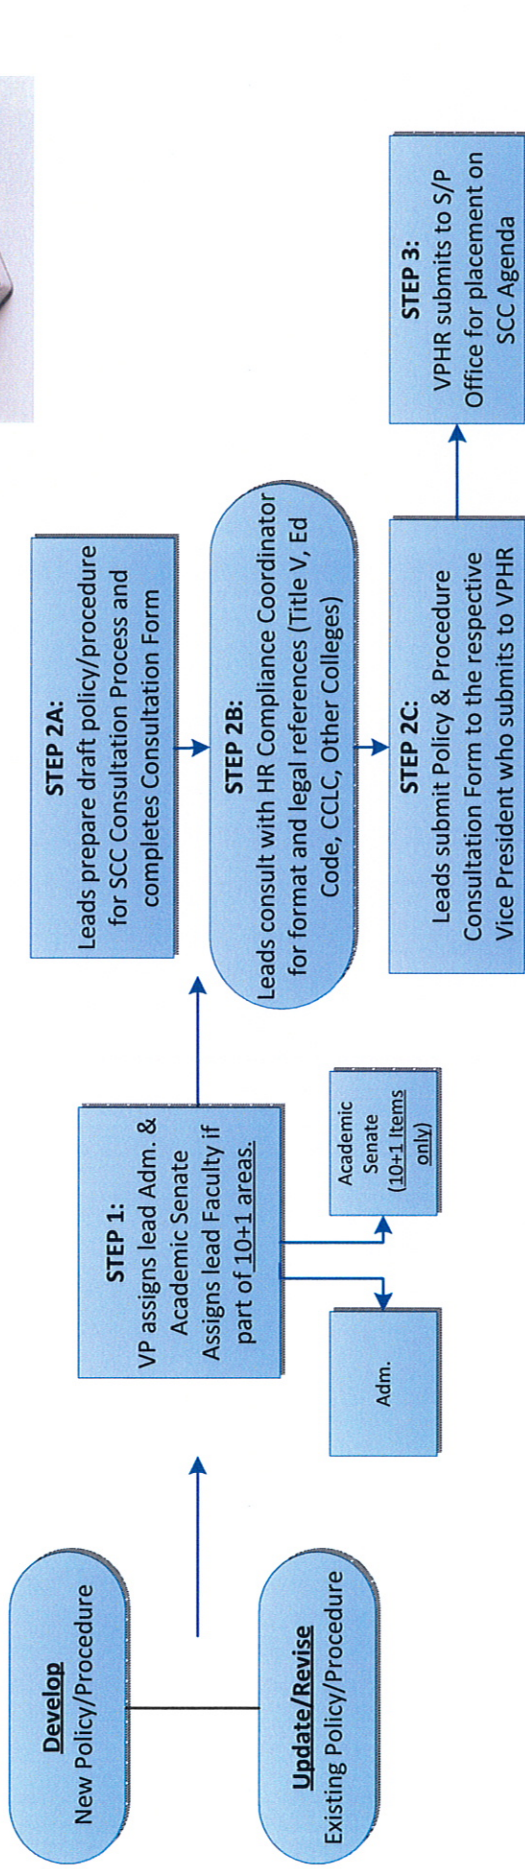 Develop
New Policy/Procedure
Update/Revise
Existing Policy/Procedure
STEP 1:
VP assigns lead Adm. &
Academic Senate
Assigns lead Faculty if
part of 10+1 areas.
Adm.
Academic
Senate
(10+1 Items
only)
STEP 2A:
Leads prepare draft policy/procedure
for SCC Consultation Process and
completes Consultation Form
STEP 2B:
Leads consult with HR Compliance Coordinator
for format and legal references (Title V, Ed
Code, CCLC, Other Colleges)
STEP 2C:
Leads submit Policy & Procedure
Consultation Form to the respective
Vice President who submits to VPHR
STEP 3:
VPHR submits to S/P
Office for placement on
SCC Agenda